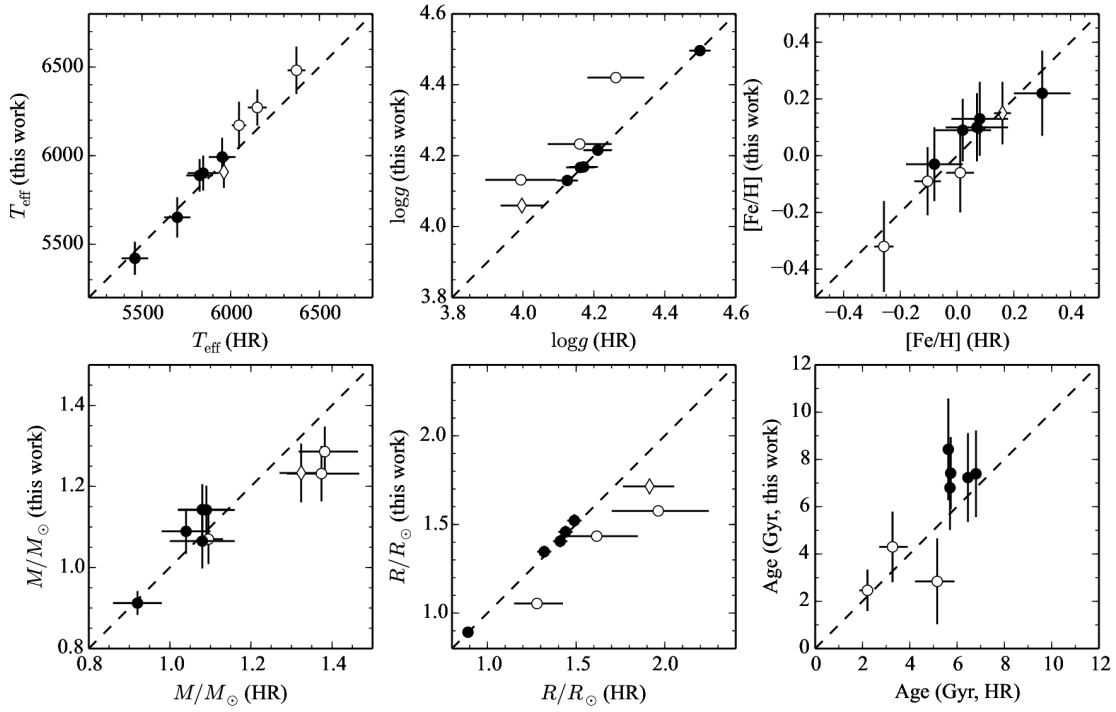 6500
6000
5500
T_eff (this work)
5500 6000 6500
T_eff (HR)
4.6
4.4
4.2
4.0
3.8
log g (this work)
3.8 4.0 4.2 4.4 4.6
log g (HR)
0.4
0.2
0.0
−0.2
−0.4
[Fe/H] (this work)
−0.4 −0.2 0.0 0.2 0.4
[Fe/H] (HR)
1.4
1.2
1.0
0.8
M/M⊙ (this work)
0.8 1.0 1.2 1.4
M/M⊙ (HR)
2.0
1.5
1.0
R/R⊙ (this work)
1.0 1.5 2.0
R/R⊙ (HR)
12
10
8
6
4
2
0
Age (Gyr, this work)
0 2 4 6 8 10 12
Age (Gyr, HR)